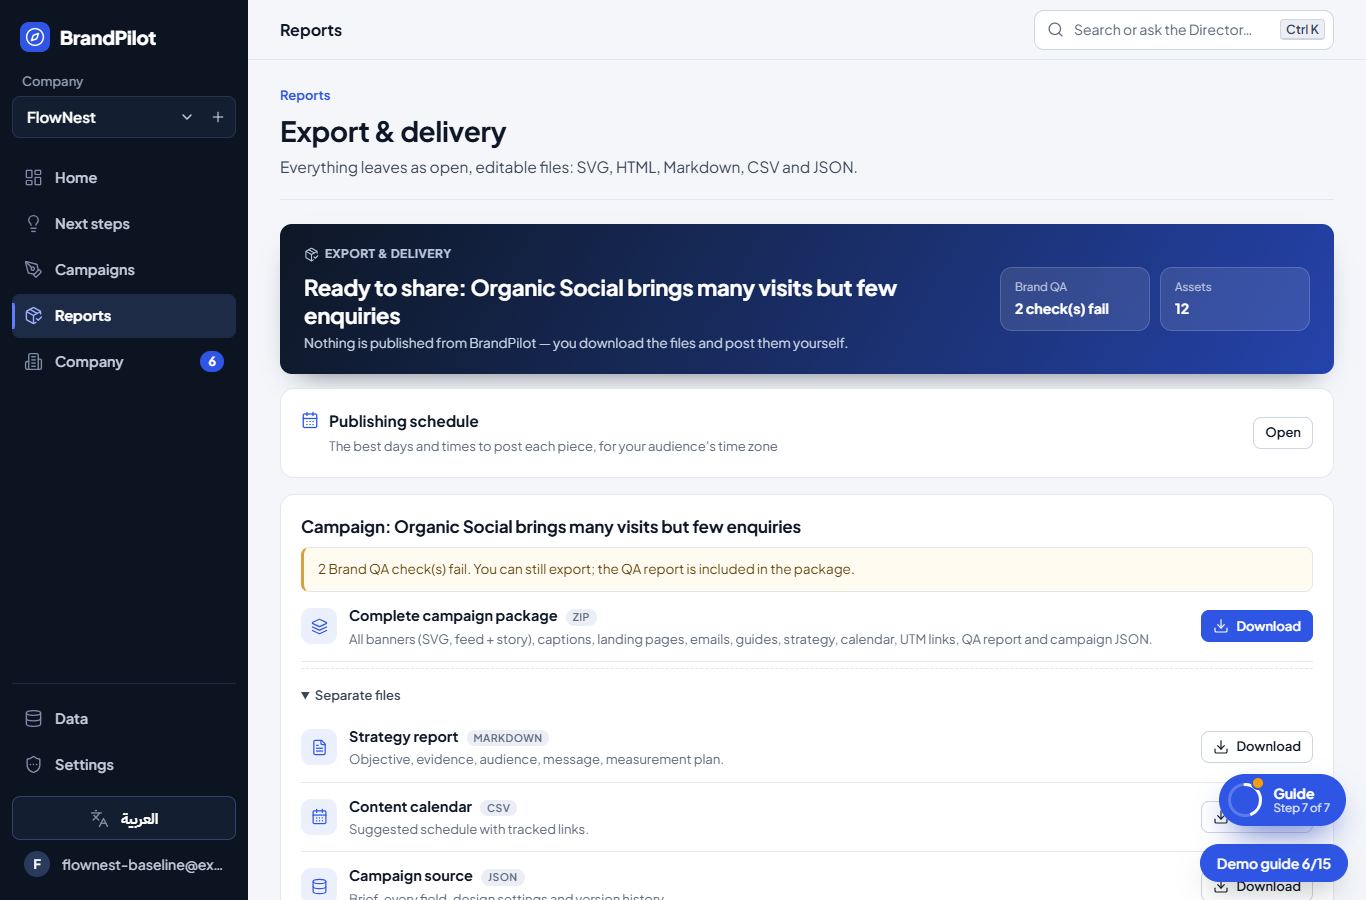 BrandPilot
Company
FlowNest
Home
Next steps
Campaigns
Reports
Company 6
Data
Settings
العربية
F flownest-baseline@ex...
Reports
Search or ask the Director... Ctrl K
Reports
Export & delivery
Everything leaves as open, editable files: SVG, HTML, Markdown, CSV and JSON.
EXPORT & DELIVERY
Ready to share: Organic Social brings many visits but few
enquiries
Nothing is published from BrandPilot — you download the files and post them yourself.
Brand QA
2 check(s) fail
Assets
12
Publishing schedule
The best days and times to post each piece, for your audience's time zone
Open
Campaign: Organic Social brings many visits but few enquiries
2 Brand QA check(s) fail. You can still export; the QA report is included in the package.
Complete campaign package ZIP
All banners (SVG, feed + story), captions, landing pages, emails, guides, strategy, calendar, UTM links, QA report and campaign JSON.
Download
Separate files
Strategy report MARKDOWN
Objective, evidence, audience, message, measurement plan.
Download
Content calendar CSV
Suggested schedule with tracked links.
Guide
Step 7 of 7
Demo guide 6/15
Campaign source JSON
Brief, every field, design settings and version history.
Download